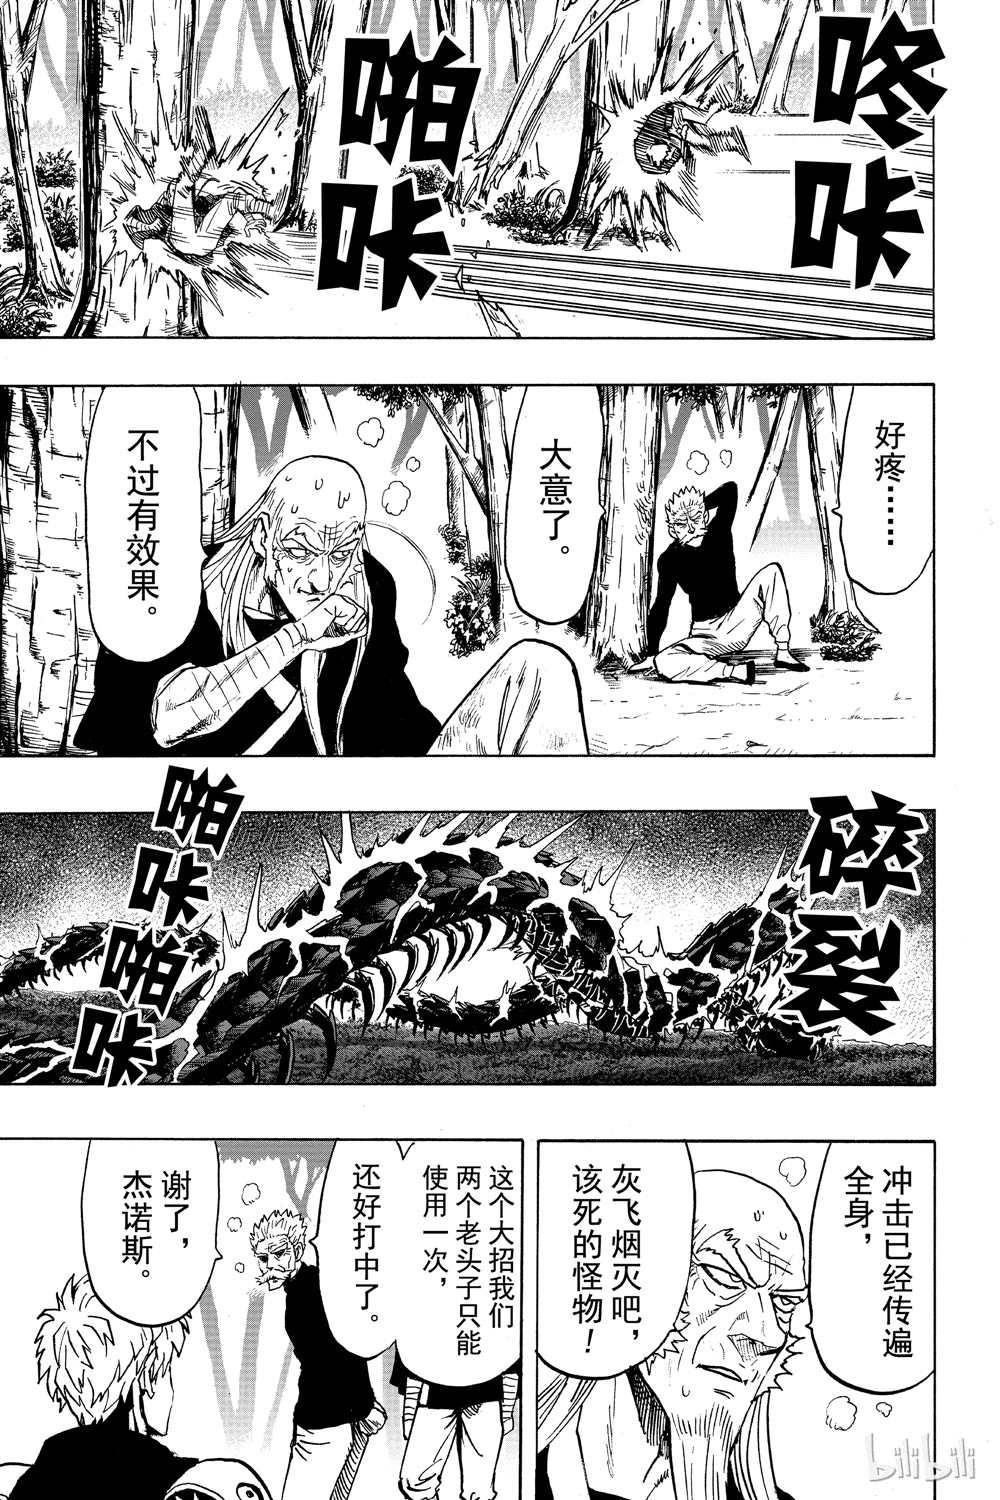 咚
咔
啪
咔
好疼……
大意了。
不过有效果。
碎
裂
啪
咔
啪
咔
冲击已经传遍
全身，
灰飞烟灭吧，
该死的怪物！
这个大招我们
两个老头子只能
使用一次，
还好打中了。
谢了，
杰诺斯。
bilibili